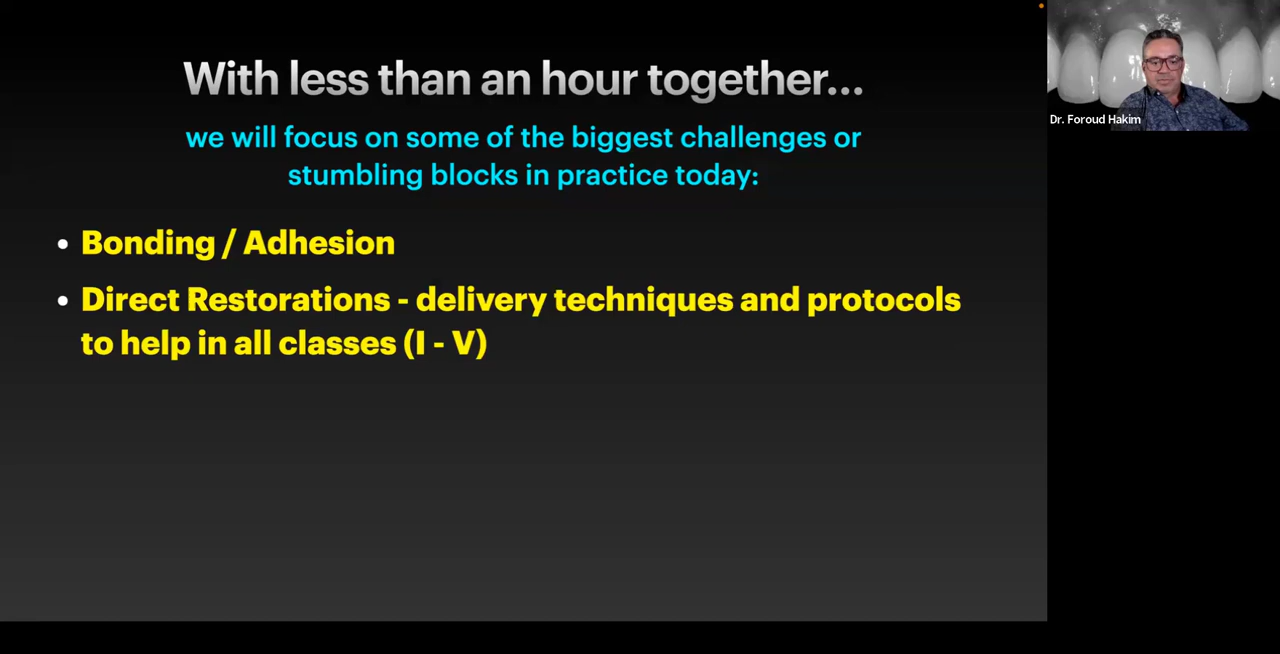 With less than an hour together...
we will focus on some of the biggest challenges or
stumbling blocks in practice today:
• Bonding / Adhesion
• Direct Restorations - delivery techniques and protocols
to help in all classes (I - V)
Dr. Foroud Hakim